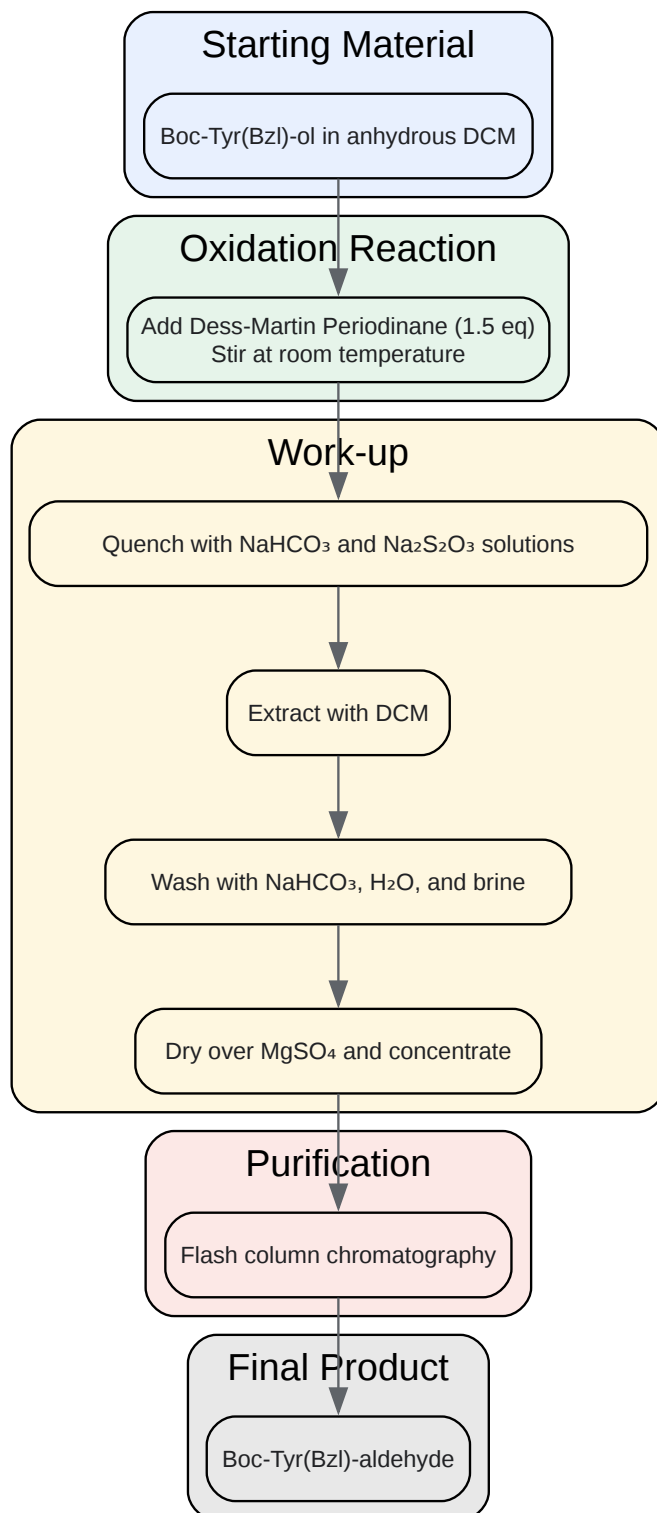 Starting Material
Boc-Tyr(Bzl)-ol in anhydrous DCM
Oxidation Reaction
Add Dess-Martin Periodinane (1.5 eq)
Stir at room temperature
Work-up
Quench with NaHCO₃ and Na₂S₂O₃ solutions
Extract with DCM
Wash with NaHCO₃, H₂O, and brine
Dry over MgSO₄ and concentrate
Purification
Flash column chromatography
Final Product
Boc-Tyr(Bzl)-aldehyde